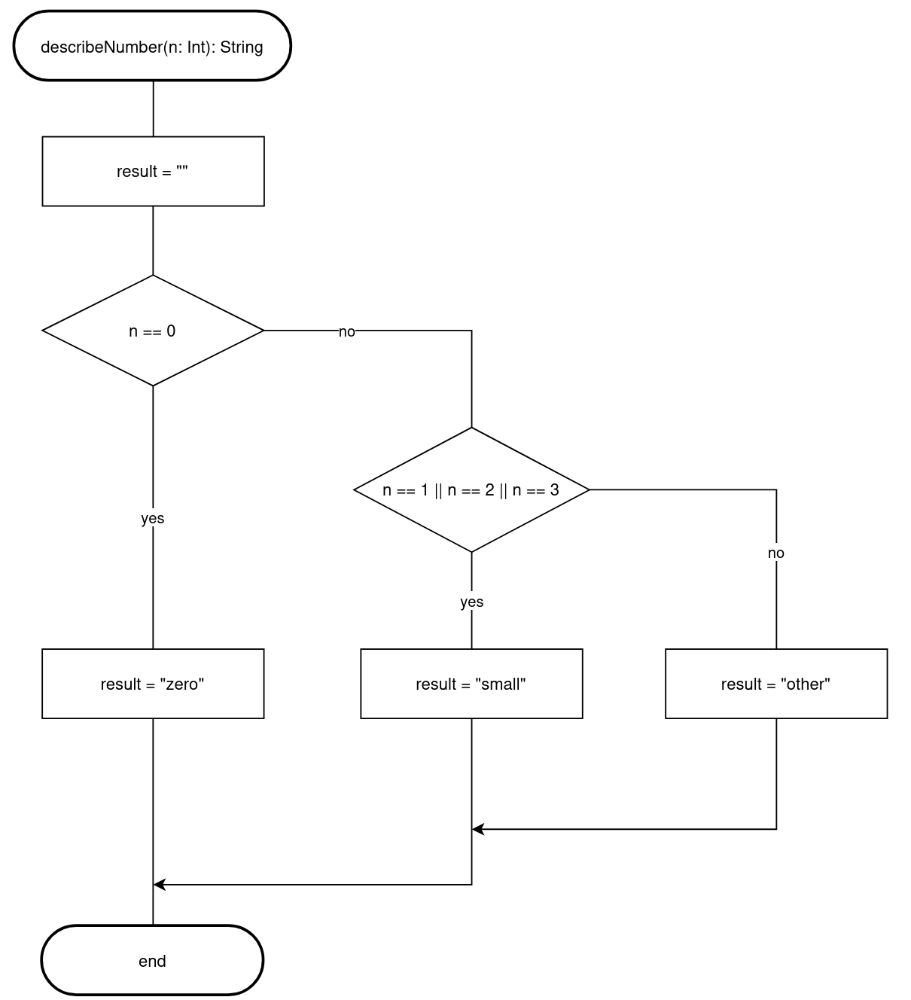 describeNumber(n: Int): String
result = ""
n == 0
no
n == 1 || n == 2 || n == 3
yes
no
yes
result = "zero"
result = "small"
result = "other"
end